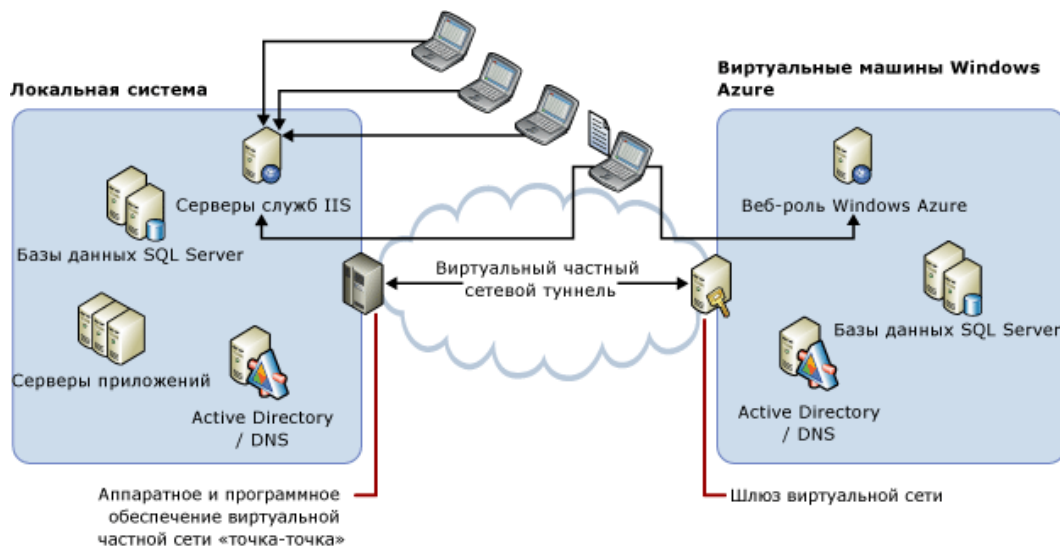 Локальная система
Виртуальные машины Windows
Azure
Серверы служб IIS
Базы данных SQL Server
Серверы приложений
Active Directory
/ DNS
Виртуальный частный
сетевой туннель
Веб-роль Windows Azure
Базы данных SQL Server
Active Directory
/ DNS
Аппаратное и программное
обеспечение виртуальной
частной сети «точка-точка»
Шлюз виртуальной сети